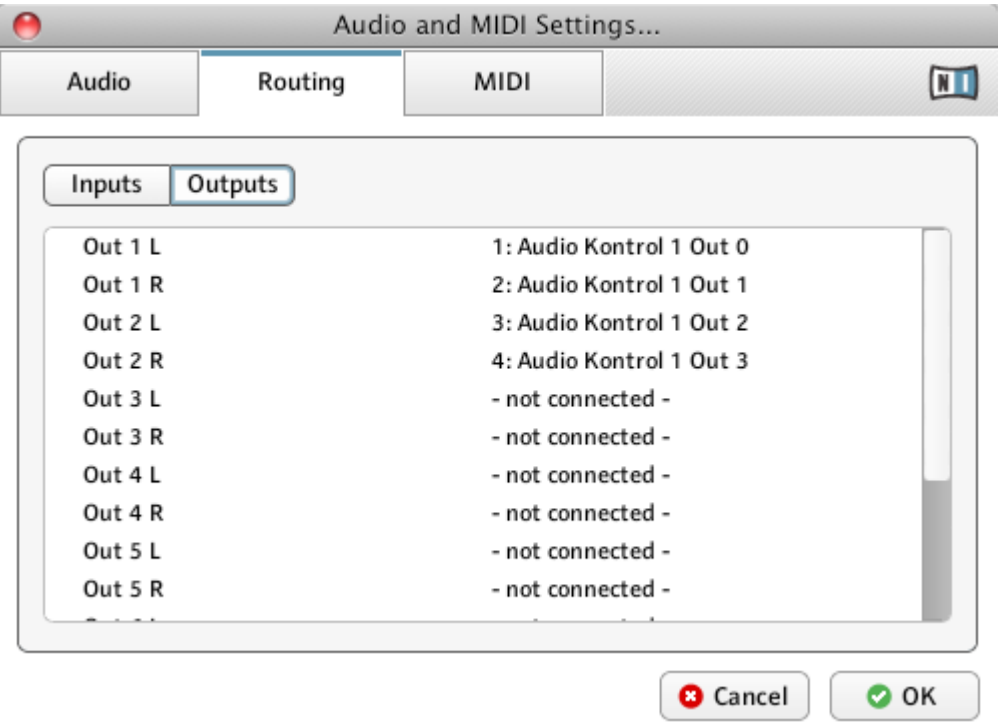 Audio and MIDI Settings...
Audio Routing MIDI NI
Inputs Outputs
Out 1 L 1: Audio Kontrol 1 Out 0
Out 1 R 2: Audio Kontrol 1 Out 1
Out 2 L 3: Audio Kontrol 1 Out 2
Out 2 R 4: Audio Kontrol 1 Out 3
Out 3 L - not connected -
Out 3 R - not connected -
Out 4 L - not connected -
Out 4 R - not connected -
Out 5 L - not connected -
Out 5 R - not connected -
Cancel OK